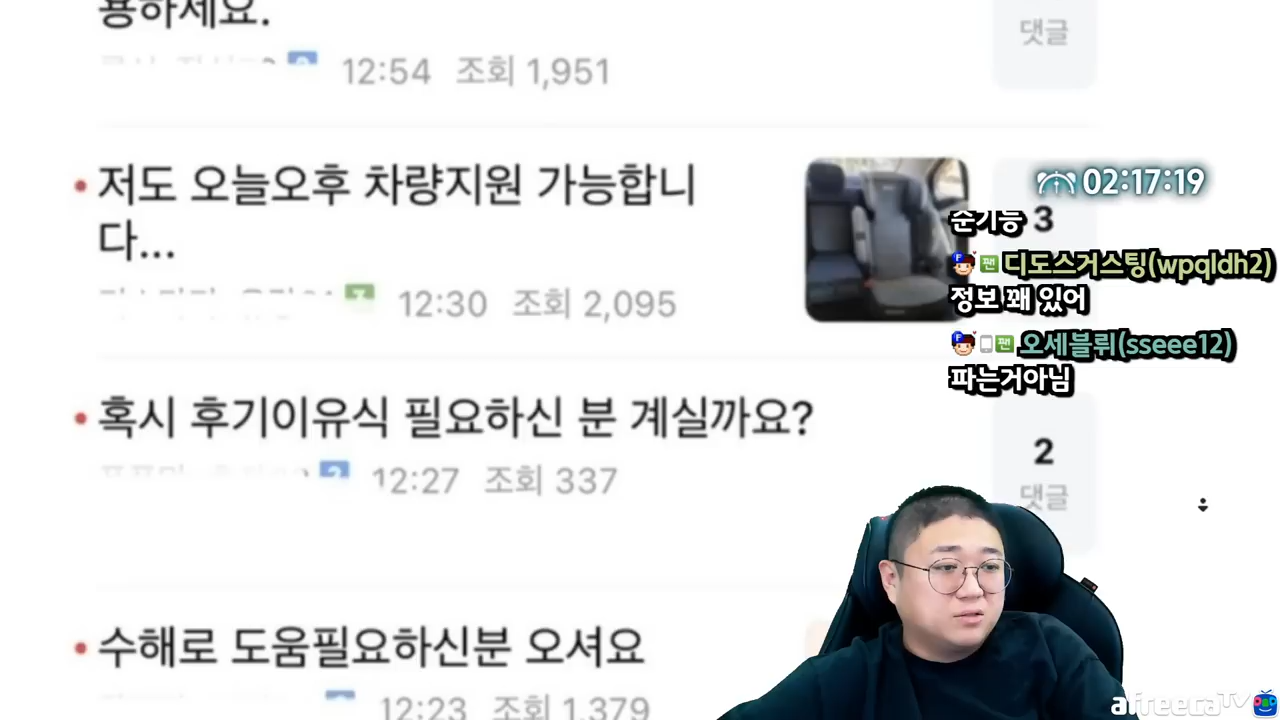 용하세요.
댓글
12:54 조회 1,951
저도 오늘오후 차량지원 가능합니
다...
12:30 조회 2,095
02:17:19
순기능 3
디도스거스팅(wpqldh2)
정보 꽤 있어
오세블뤼(sseee12)
파는거아님
혹시 후기이유식 필요하신 분 계실까요?
12:27 조회 337
2
댓글
수해로 도움필요하신분 오셔요
12:23 조회 1,379
afreecaTV